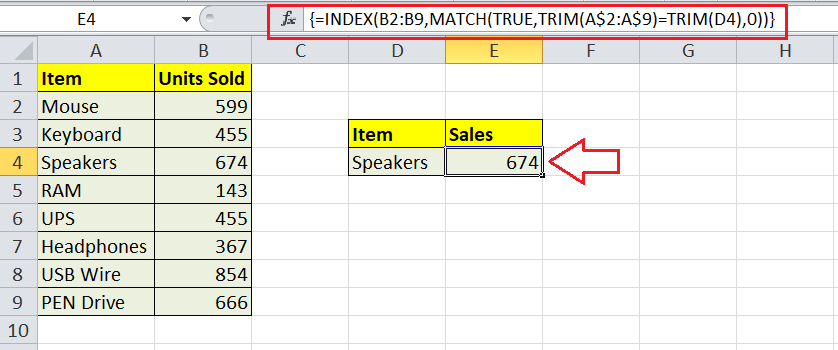 E4 fx {=INDEX(B2:B9,MATCH(TRUE,TRIM(A$2:A$9)=TRIM(D4),0))}
A B C D E F G H
1 Item Units Sold
2 Mouse 599
3 Keyboard 455 Item Sales
4 Speakers 674 Speakers 674
5 RAM 143
6 UPS 455
7 Headphones 367
8 USB Wire 854
9 PEN Drive 666
10